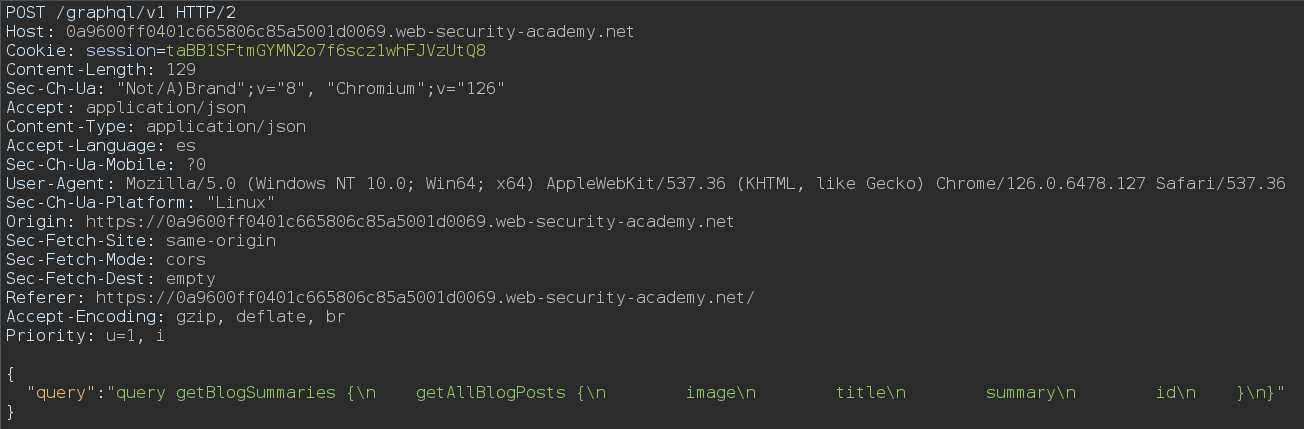 POST /graphql/v1 HTTP/2
Host: 0a9600ff0401c665806c85a5001d0069.web-security-academy.net
Cookie: session=taBB1SFtmGYMN2o7f6scz1whFJVzUtQ8
Content-Length: 129
Sec-Ch-Ua: "Not/A)Brand";v="8", "Chromium";v="126"
Accept: application/json
Content-Type: application/json
Accept-Language: es
Sec-Ch-Ua-Mobile: ?0
User-Agent: Mozilla/5.0 (Windows NT 10.0; Win64; x64) AppleWebKit/537.36 (KHTML, like Gecko) Chrome/126.0.6478.127 Safari/537.36
Sec-Ch-Ua-Platform: "Linux"
Origin: https://0a9600ff0401c665806c85a5001d0069.web-security-academy.net
Sec-Fetch-Site: same-origin
Sec-Fetch-Mode: cors
Sec-Fetch-Dest: empty
Referer: https://0a9600ff0401c665806c85a5001d0069.web-security-academy.net/
Accept-Encoding: gzip, deflate, br
Priority: u=1, i

{
  "query":"query getBlogSummaries {\n    getAllBlogPosts {\n        image\n        title\n        summary\n        id\n    }\n}"
}